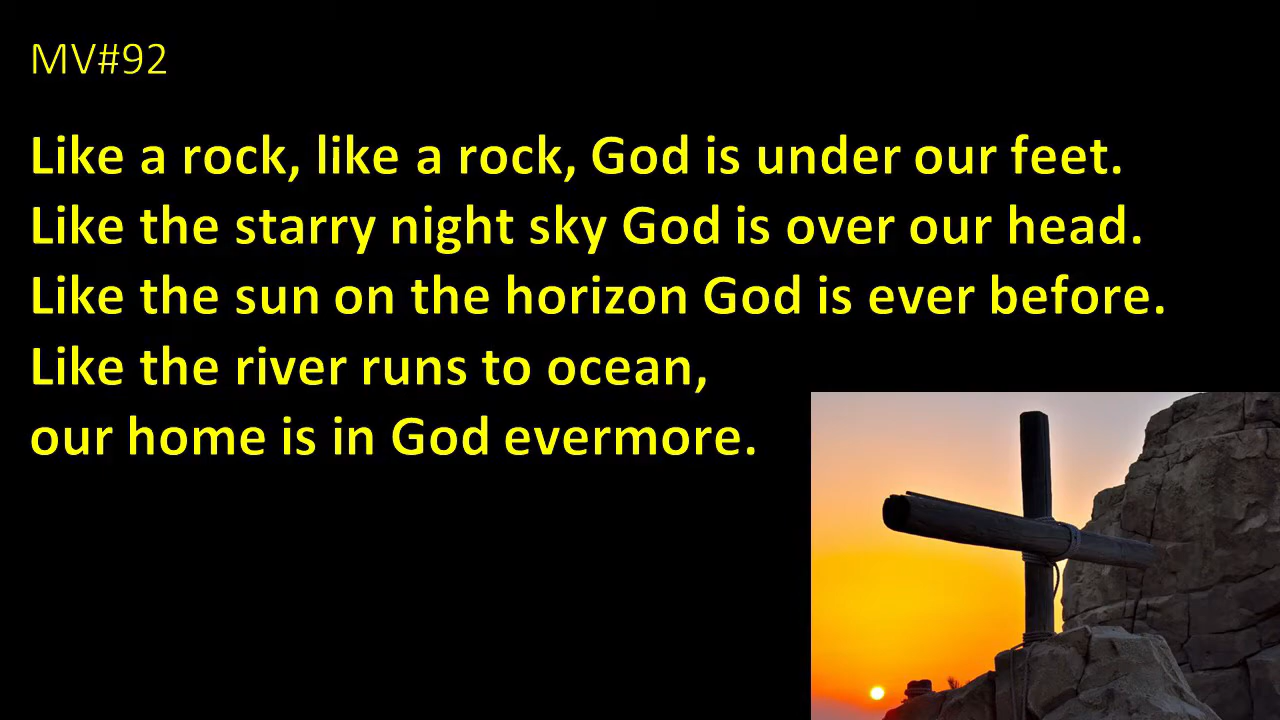 MV#92
Like a rock, like a rock, God is under our feet.
Like the starry night sky God is over our head.
Like the sun on the horizon God is ever before.
Like the river runs to ocean,
our home is in God evermore.